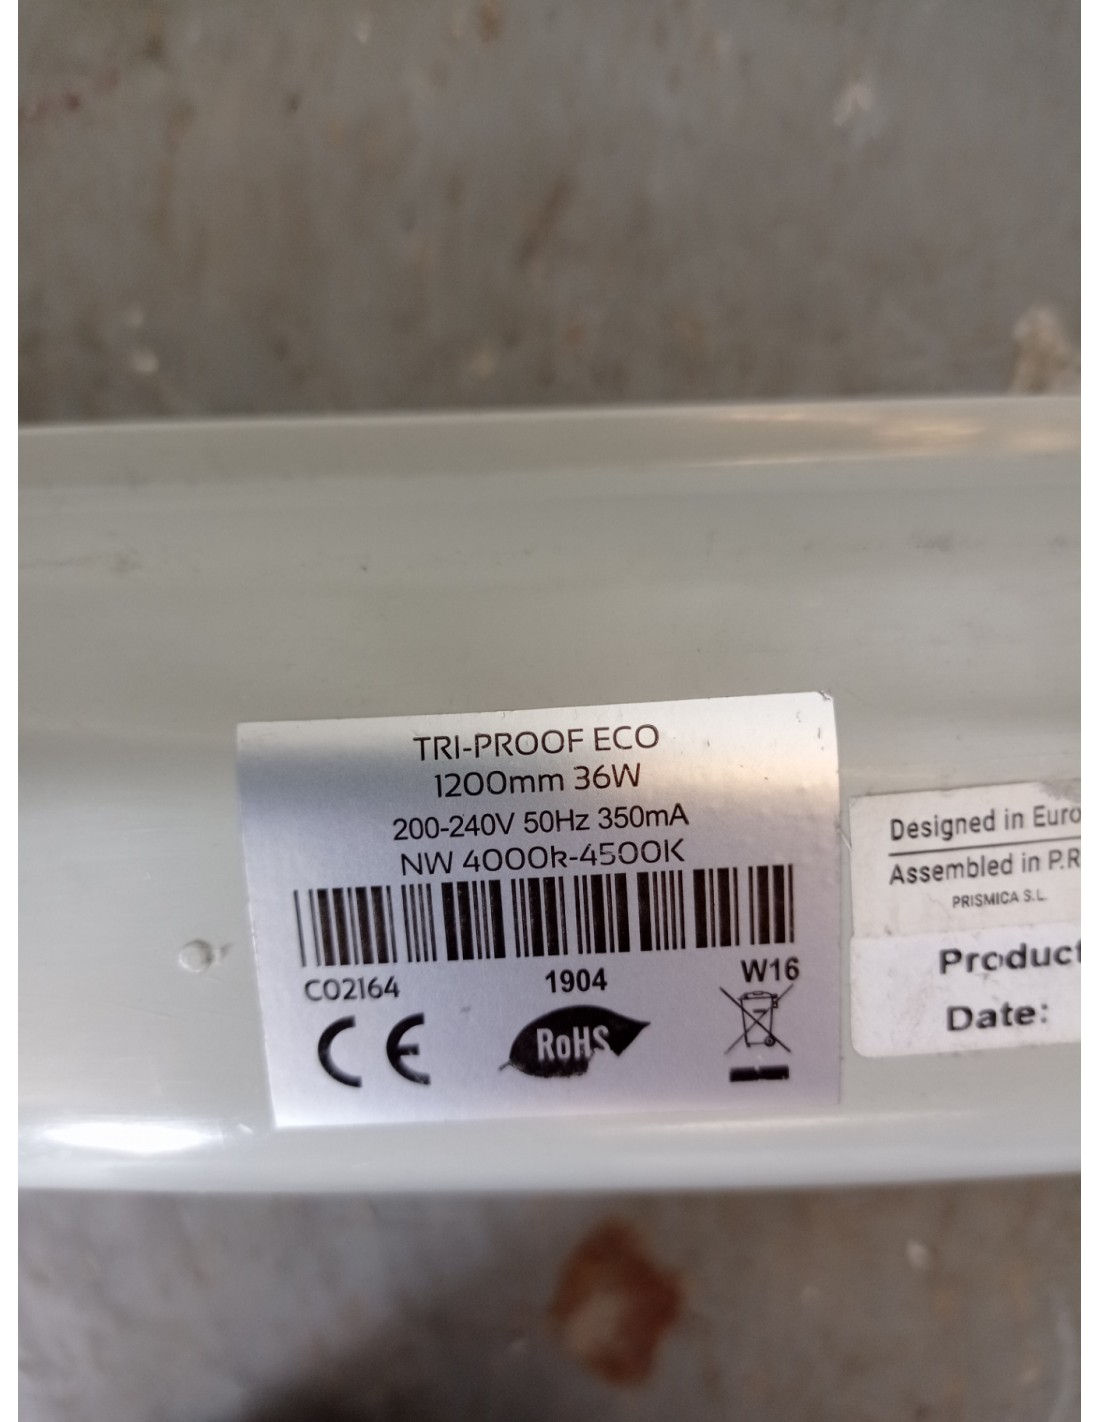 TRI-PROOF ECO
1200mm 36W
200-240V 50Hz 350mA
NW 4000k-4500K
CO2164
1904
W16
CE
RoHS
Designed in Euro
Assembled in P.R
PRISMICA S.L.
Product
Date: